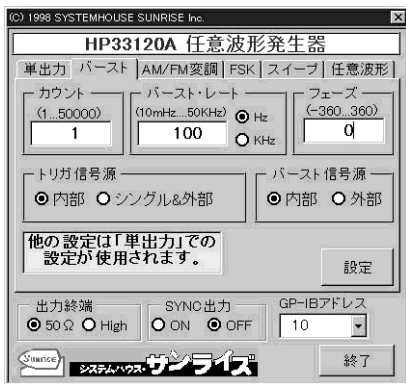 (C) 1998 SYSTEMHOUSE SUNRISE Inc.
HP33120A 任意波形発生器
単出力 バースト AM/FM変調 FSK スイープ 任意波形
カウント バースト・レート フェーズ
(1...50000) (10mHz....50KHz) Hz (-360...360)
1 100 KHz 0
トリガ信号源 バースト信号源
内部 シングル&外部 内部 外部
他の設定は「単出力」での
設定が使用されます。
設定
出力終端 SYNC出力 GP-IBアドレス
50Ω High ON OFF 10
Sunrise システムハウス・サンライズ 終了